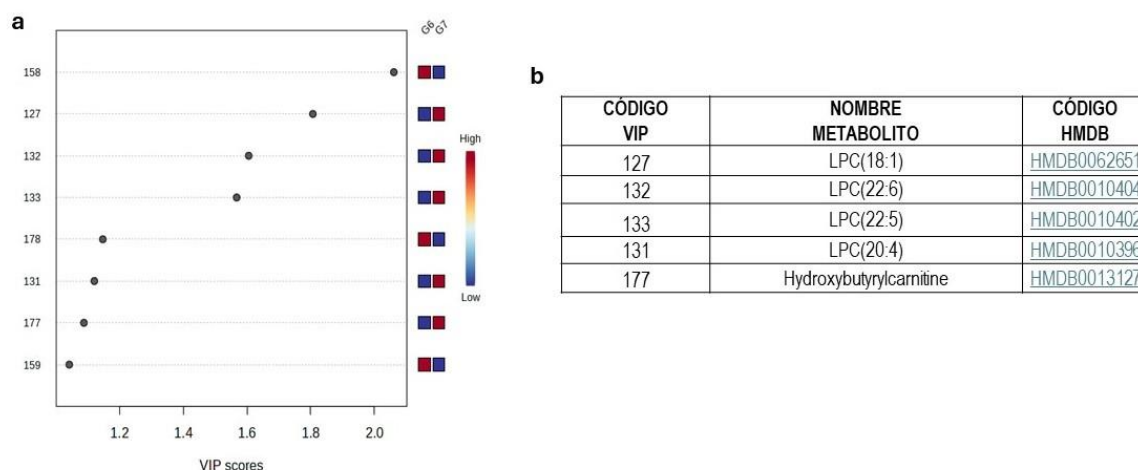 a
G6 G7
158
127
132
133
178
131
177
159
High
Low
1.2 1.4 1.6 1.8 2.0
VIP scores
b
CÓDIGO VIP NOMBRE METABOLITO CÓDIGO HMDB
127 LPC(18:1) HMDB0062651
132 LPC(22:6) HMDB0010404
133 LPC(22:5) HMDB0010402
131 LPC(20:4) HMDB0010396
177 Hydroxybutyrylcarnitine HMDB0013127